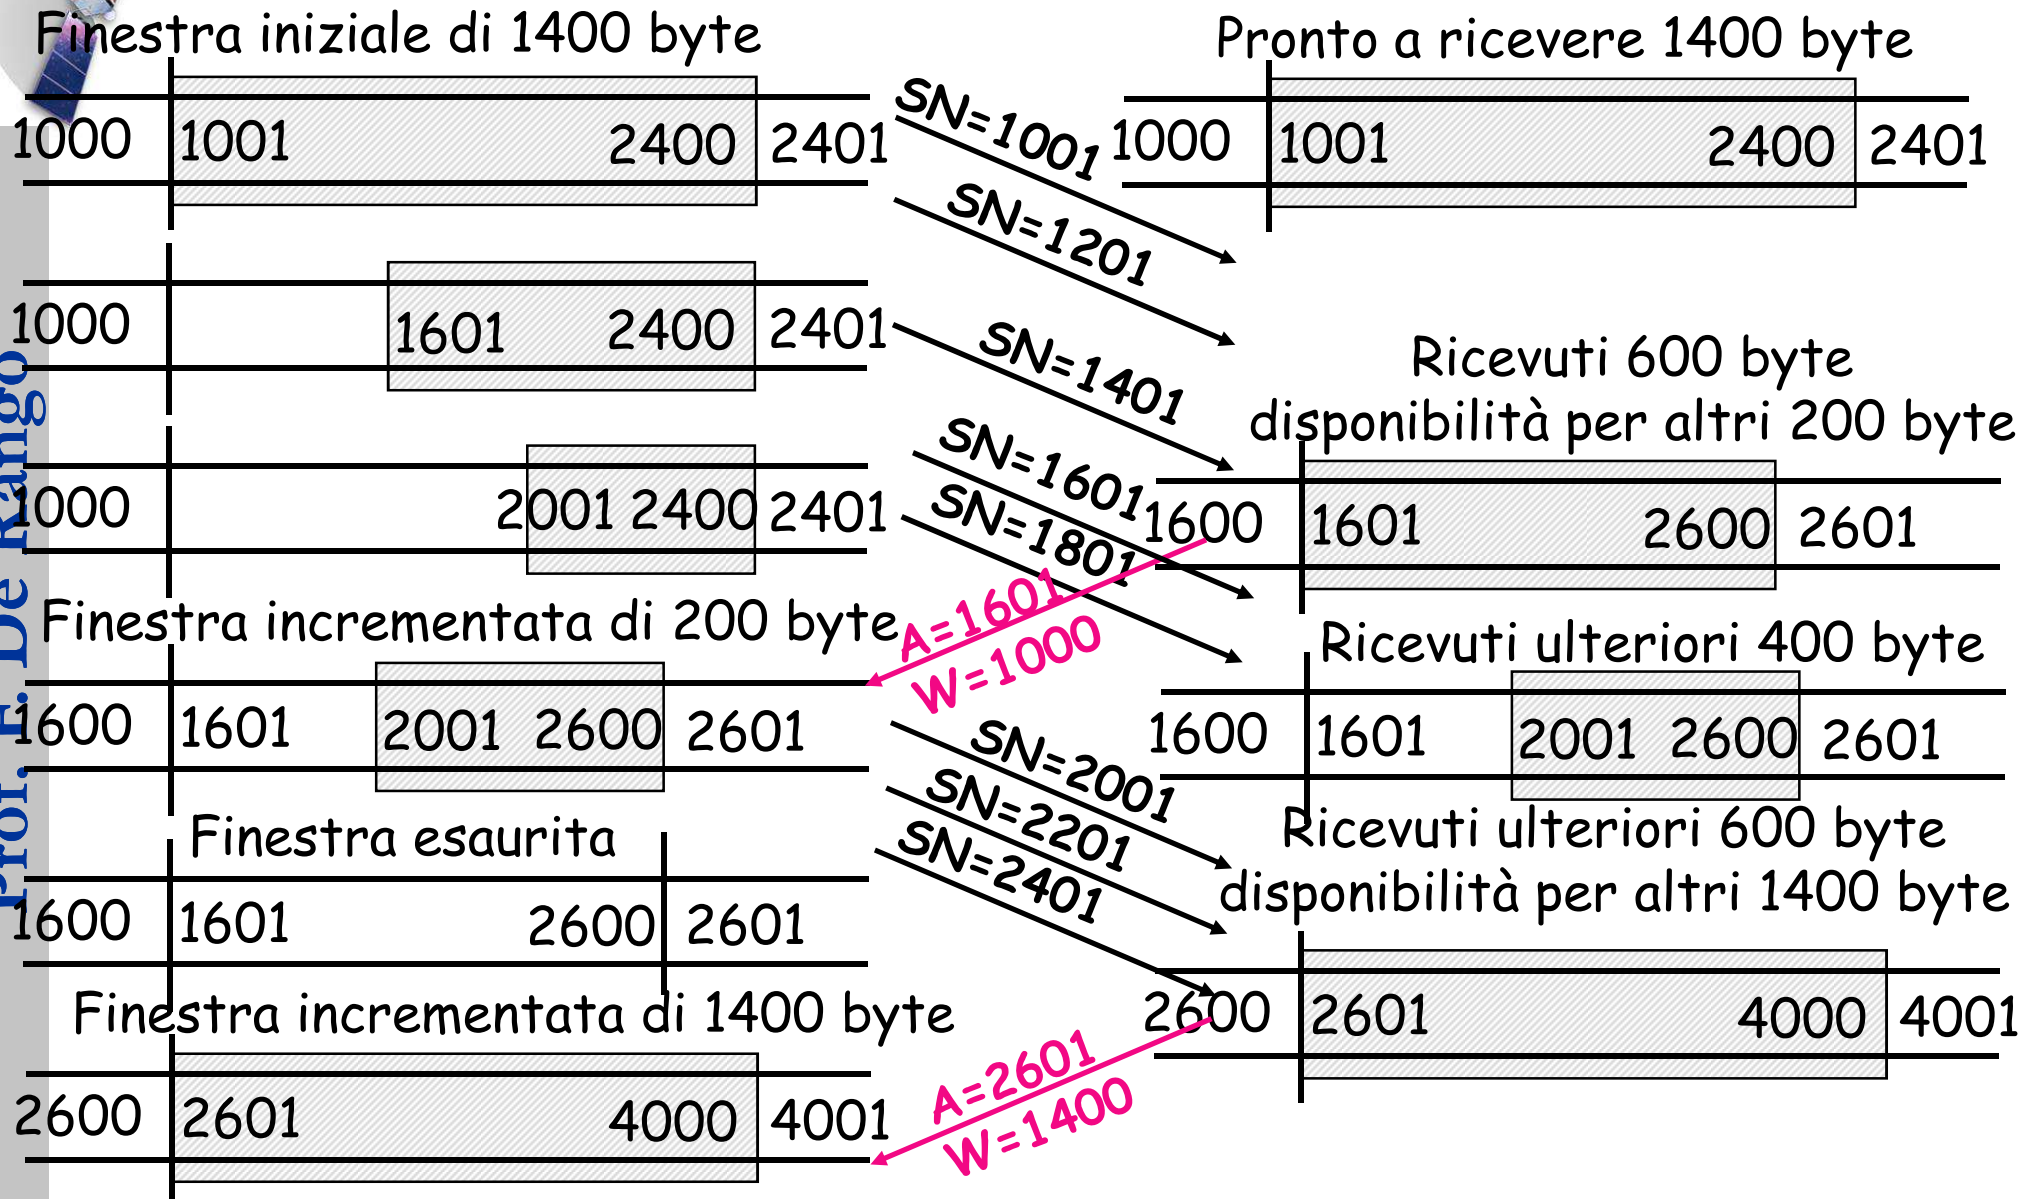 Finestra iniziale di 1400 byte
1000 1001 2400 2401
1000 1601 2400 2401
1000 2001 2400 2401
Finestra incrementata di 200 byte
1600 1601 2001 2600 2601
Finestra esaurita
1600 1601 2600 2601
Finestra incrementata di 1400 byte
2600 2601 4000 4001
SN=1001
SN=1201
SN=1401
SN=1601
SN=1801
A=1601
W=1000
SN=2001
SN=2201
SN=2401
A=2601
W=1400
Pronto a ricevere 1400 byte
1000 1001 2400 2401
Ricevuti 600 byte
disponibilità per altri 200 byte
1600 1601 2600 2601
Ricevuti ulteriori 400 byte
1600 1601 2001 2600 2601
Ricevuti ulteriori 600 byte
disponibilità per altri 1400 byte
2600 2601 4000 4001
Prof. F. De Rango